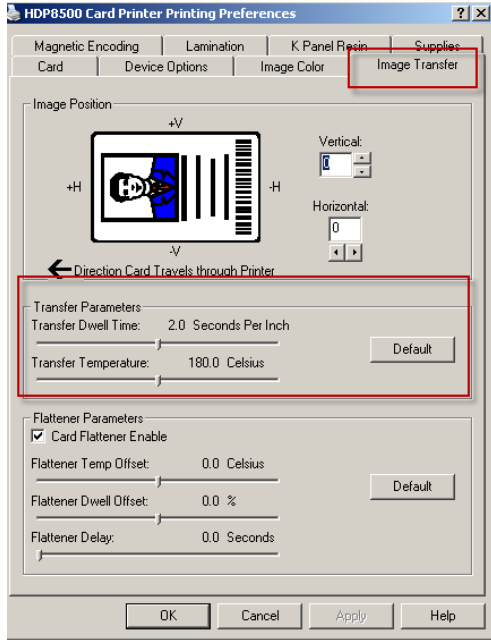 HDP8500 Card Printer Printing Preferences
Magnetic Encoding Lamination K Panel Resin Supplies
Card Device Options Image Color Image Transfer
Image Position
+V
Vertical:
0
+H -H
Horizontal:
0
-V
Direction Card Travels through Printer
Transfer Parameters
Transfer Dwell Time: 2.0 Seconds Per Inch
Default
Transfer Temperature: 180.0 Celsius
Flattener Parameters
Card Flattener Enable
Flattener Temp Offset: 0.0 Celsius
Default
Flattener Dwell Offset: 0.0 %
Flattener Delay: 0.0 Seconds
OK Cancel Apply Help